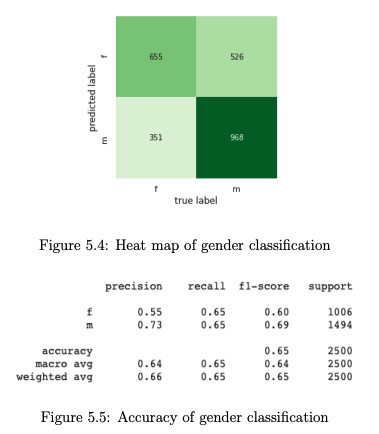 f 655 526
predicted label
m 351 968
f m
true label
Figure 5.4: Heat map of gender classification
precision recall f1-score support
f 0.55 0.65 0.60 1006
m 0.73 0.65 0.69 1494
accuracy 0.65 2500
macro avg 0.64 0.65 0.64 2500
weighted avg 0.66 0.65 0.65 2500
Figure 5.5: Accuracy of gender classification